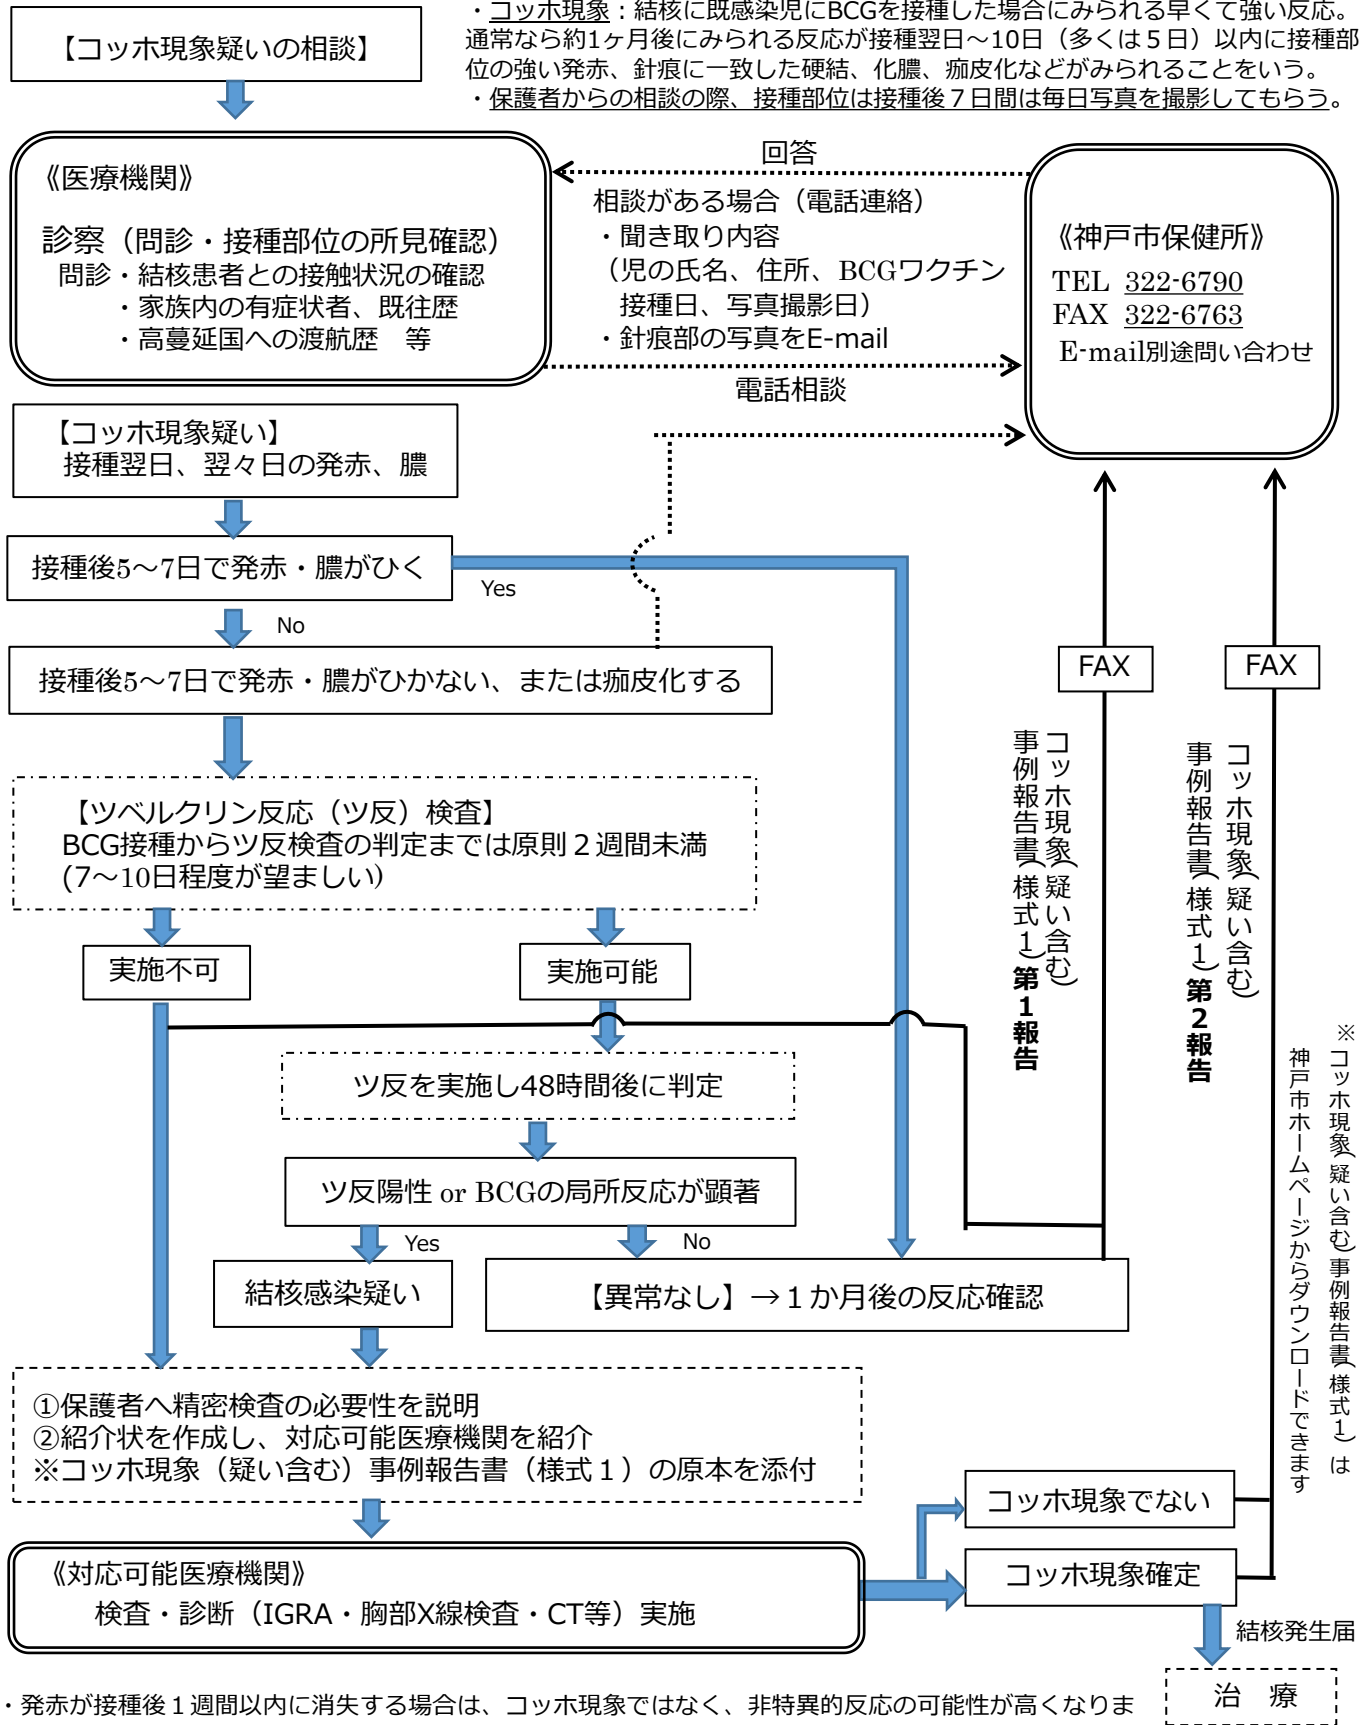 【コッホ現象疑いの相談】
・コッホ現象：結核に既感染児にBCGを接種した場合にみられる早くて強い反応。
通常なら約1ヶ月後にみられる反応が接種翌日～10日（多くは５日）以内に接種部
位の強い発赤、針痕に一致した硬結、化膿、痂皮化などがみられることをいう。
・保護者からの相談の際、接種部位は接種後７日間は毎日写真を撮影してもらう。
《医療機関》
診察（問診・接種部位の所見確認）
問診・結核患者との接触状況の確認
・家族内の有症状者、既往歴
・高蔓延国への渡航歴　等
回答
相談がある場合（電話連絡）
・聞き取り内容
（児の氏名、住所、BCGワクチン
接種日、写真撮影日）
・針痕部の写真をE-mail
電話相談
《神戸市保健所》
TEL 322-6790
FAX 322-6763
E-mail別途問い合わせ
【コッホ現象疑い】
接種翌日、翌々日の発赤、膿
接種後5～7日で発赤・膿がひく
Yes
No
接種後5～7日で発赤・膿がひかない、または痂皮化する
FAX
FAX
コッホ現象（疑い含む）
事例報告書（様式１）第１報告
コッホ現象（疑い含む）
事例報告書（様式１）第２報告
※コッホ現象（疑い含む）事例報告書（様式１）は
神戸市ホームページからダウンロードできます
【ツベルクリン反応（ツ反）検査】
BCG接種からツ反検査の判定までは原則２週間未満
(7～10日程度が望ましい）
実施不可
実施可能
ツ反を実施し48時間後に判定
ツ反陽性 or BCGの局所反応が顕著
Yes
No
結核感染疑い
【異常なし】→１か月後の反応確認
①保護者へ精密検査の必要性を説明
②紹介状を作成し、対応可能医療機関を紹介
※コッホ現象（疑い含む）事例報告書（様式１）の原本を添付
《対応可能医療機関》
検査・診断（IGRA・胸部X線検査・CT等）実施
コッホ現象でない
コッホ現象確定
結核発生届
治　療
・発赤が接種後１週間以内に消失する場合は、コッホ現象ではなく、非特異的反応の可能性が高くなりま